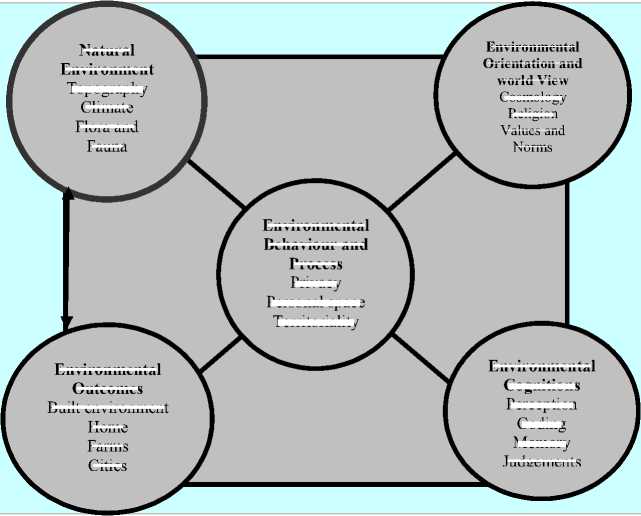 Natural
Environment
Topography
Climate
Flora and
Fauna
Environmental
Orientation and
world View
Cosmology
Religion
Values and
Norms
Environmental
Behaviour and
Process
Privacy
Personal space
Territoriality
Environmental
Outcomes
Built environment
Home
Farms
Cities
Environmental
Cognitions
Perception
Coding
Memory
Judgements